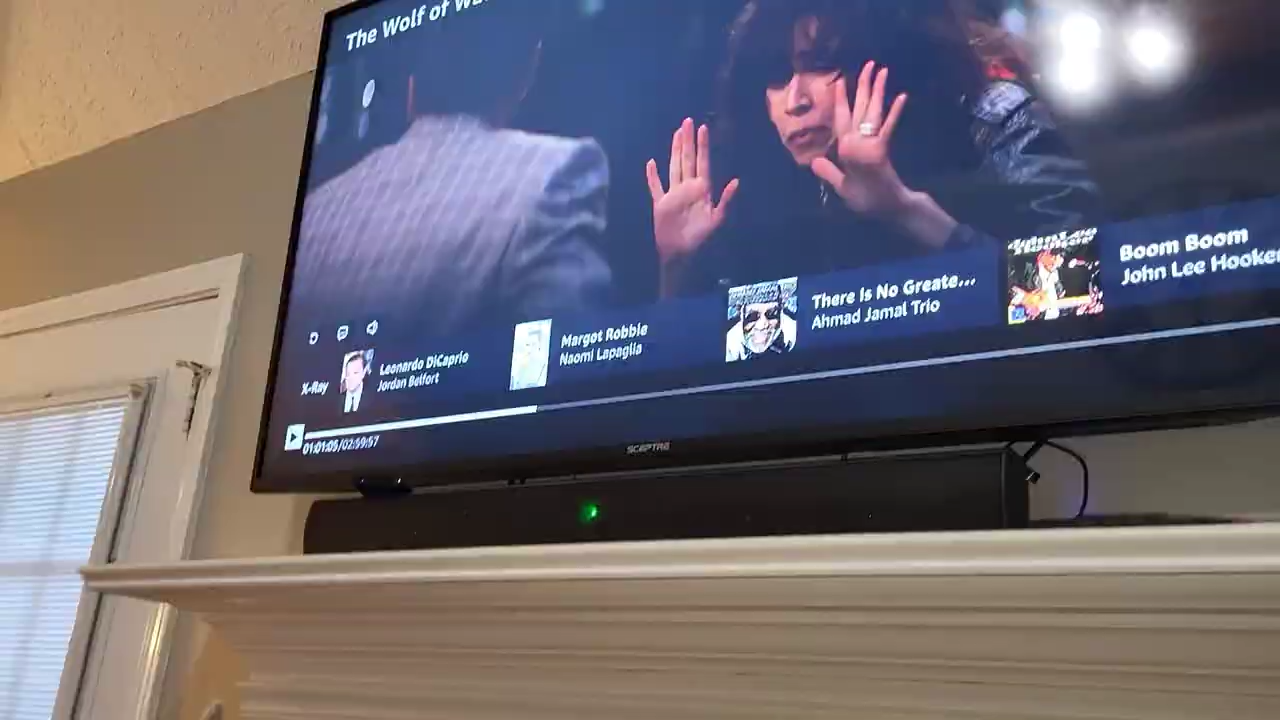 The Wolf of
Boom Boom
John Lee Hooker
There Is No Greate...
Ahmad Jamal Trio
Margot Robbie
Naomi Lapaglia
Leonardo DiCaprio
Jordan Belfort
X-Ray
01:01:05/02:59:57
SCEPTRE